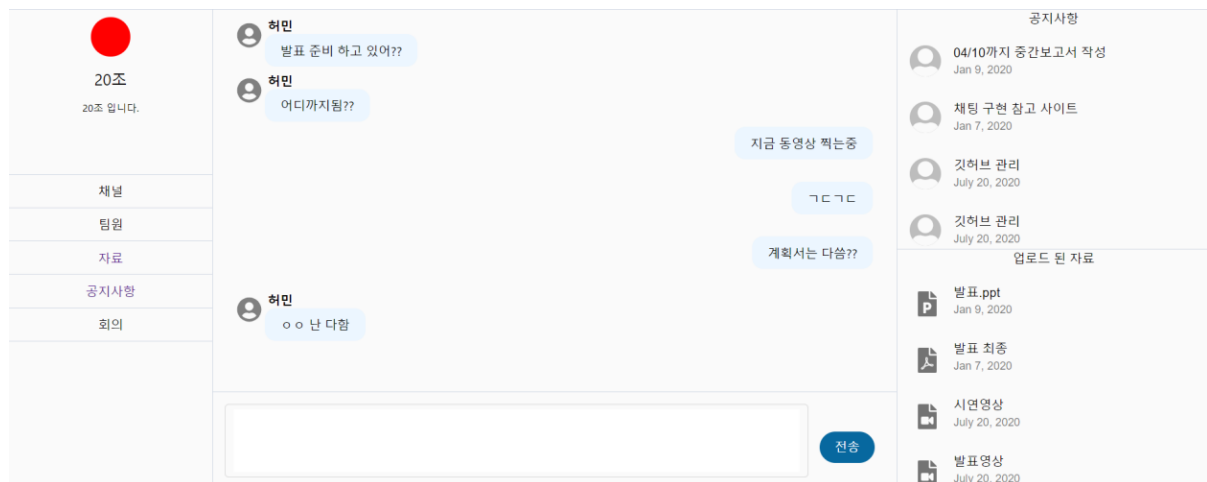 20조
20조 입니다.
채널
팀원
자료
공지사항
회의
허민
발표 준비 하고 있어??
허민
어디까지됨??
지금 동영상 찍는중
ㄱㄷㄱㄷ
계획서는 다씀??
허민
ㅇㅇ 난 다함
전송
공지사항
04/10까지 중간보고서 작성
Jan 9, 2020
채팅 구현 참고 사이트
Jan 7, 2020
깃허브 관리
July 20, 2020
깃허브 관리
July 20, 2020
업로드 된 자료
발표.ppt
Jan 9, 2020
발표 최종
Jan 7, 2020
시연영상
July 20, 2020
발표영상
July 20, 2020